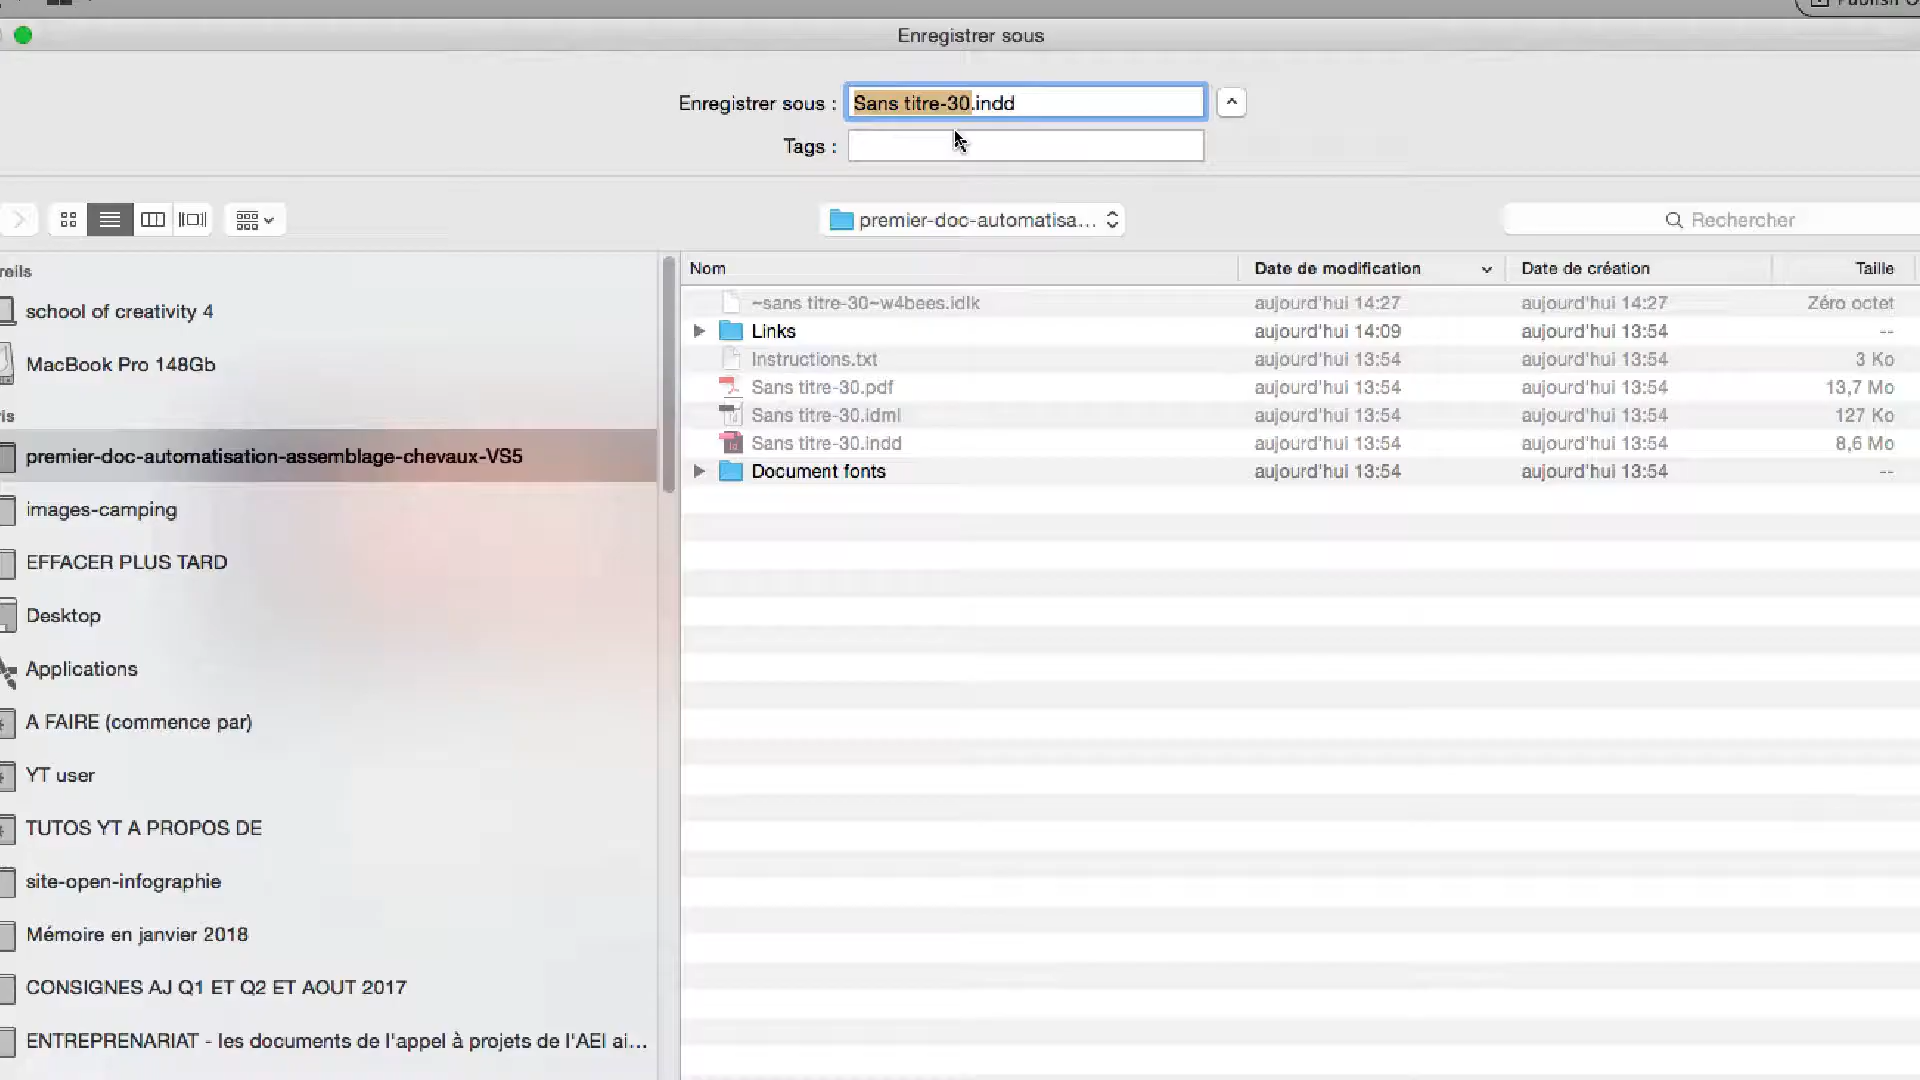 Publish O
Enregistrer sous
Enregistrer sous : Sans titre-30.indd
Tags :
premier-doc-automatisa...
Rechercher
reils
school of creativity 4
MacBook Pro 148Gb
is
premier-doc-automatisation-assemblage-chevaux-VS5
images-camping
EFFACER PLUS TARD
Desktop
Applications
A FAIRE (commence par)
YT user
TUTOS YT A PROPOS DE
site-open-infographie
Mémoire en janvier 2018
CONSIGNES AJ Q1 ET Q2 ET AOUT 2017
ENTREPRENARIAT - les documents de l'appel à projets de l'AEI ai...
Nom Date de modification Date de création Taille
~sans titre-30~w4bees.idlk aujourd'hui 14:27 aujourd'hui 14:27 Zéro octet
Links aujourd'hui 14:09 aujourd'hui 13:54 --
Instructions.txt aujourd'hui 13:54 aujourd'hui 13:54 3 Ko
Sans titre-30.pdf aujourd'hui 13:54 aujourd'hui 13:54 13,7 Mo
Sans titre-30.idml aujourd'hui 13:54 aujourd'hui 13:54 127 Ko
Sans titre-30.indd aujourd'hui 13:54 aujourd'hui 13:54 8,6 Mo
Document fonts aujourd'hui 13:54 aujourd'hui 13:54 --